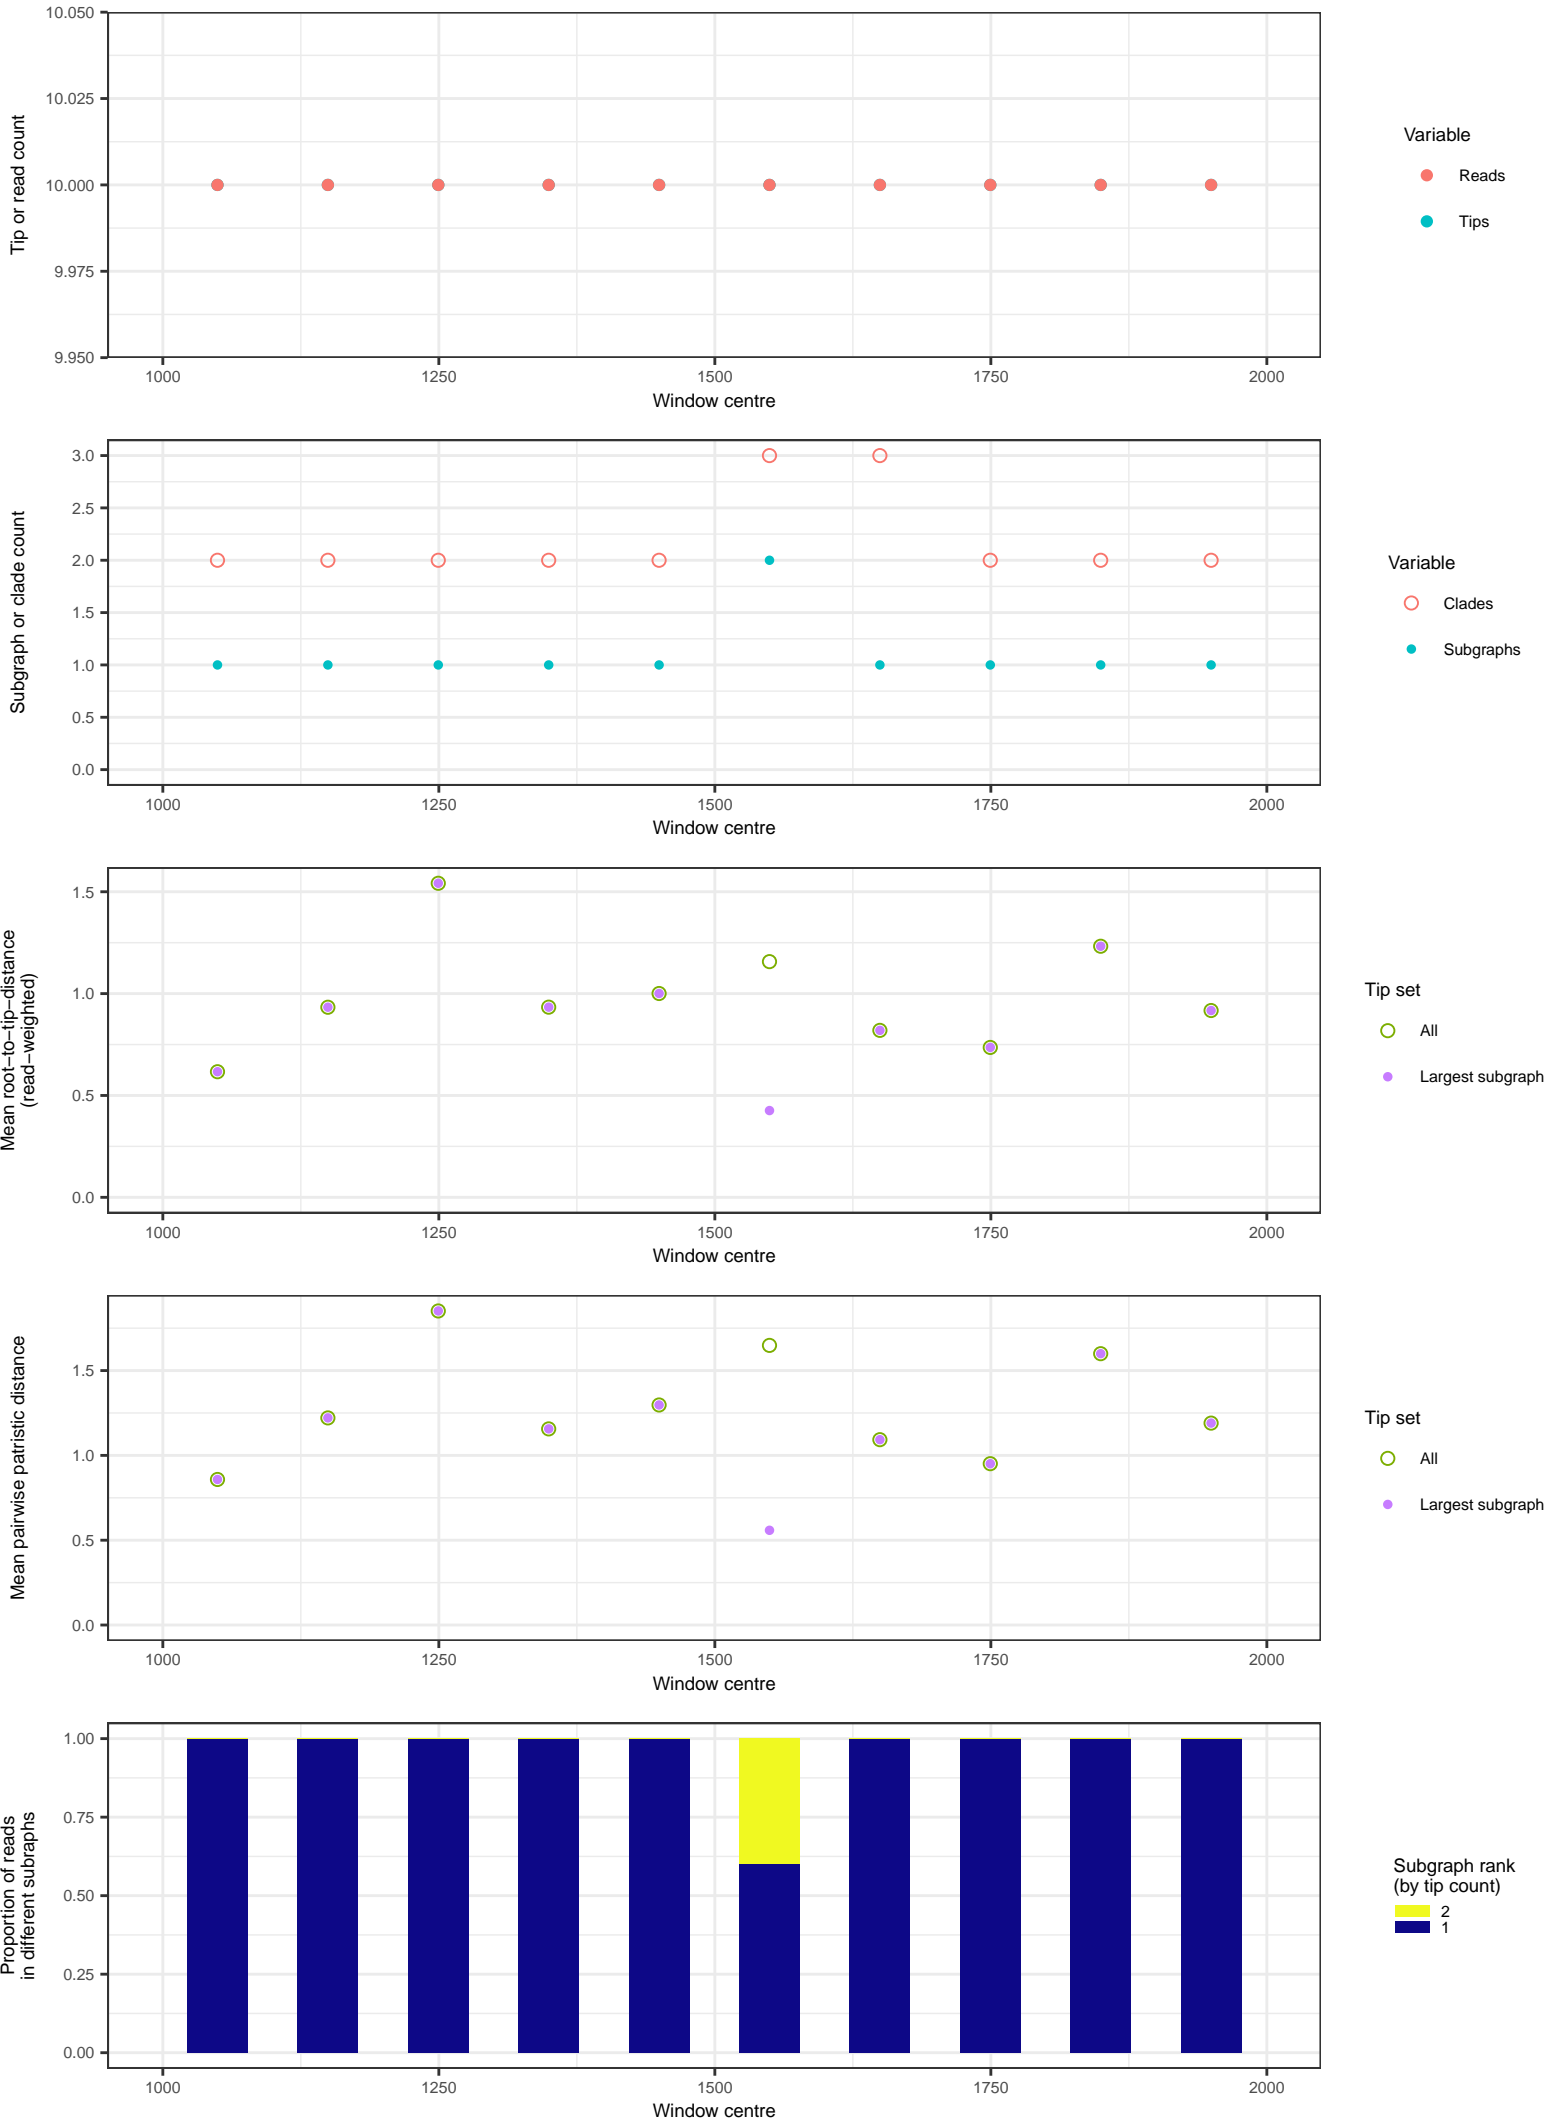 10.050
10.025
10.000
9.975
9.950
Tip or read count
1000 1250 1500 1750 2000
Window centre
Variable
Reads
Tips
3.0
2.5
2.0
1.5
1.0
0.5
0.0
Subgraph or clade count
1000 1250 1500 1750 2000
Window centre
Variable
Clades
Subgraphs
1.5
1.0
0.5
0.0
Mean root−to−tip−distance
(read−weighted)
1000 1250 1500 1750 2000
Window centre
Tip set
All
Largest subgraph
1.5
1.0
0.5
0.0
Mean pairwise patristic distance
1000 1250 1500 1750 2000
Window centre
Tip set
All
Largest subgraph
1.00
0.75
0.50
0.25
0.00
Proportion of reads
in different subraphs
1000 1250 1500 1750 2000
Window centre
Subgraph rank
(by tip count)
2
1